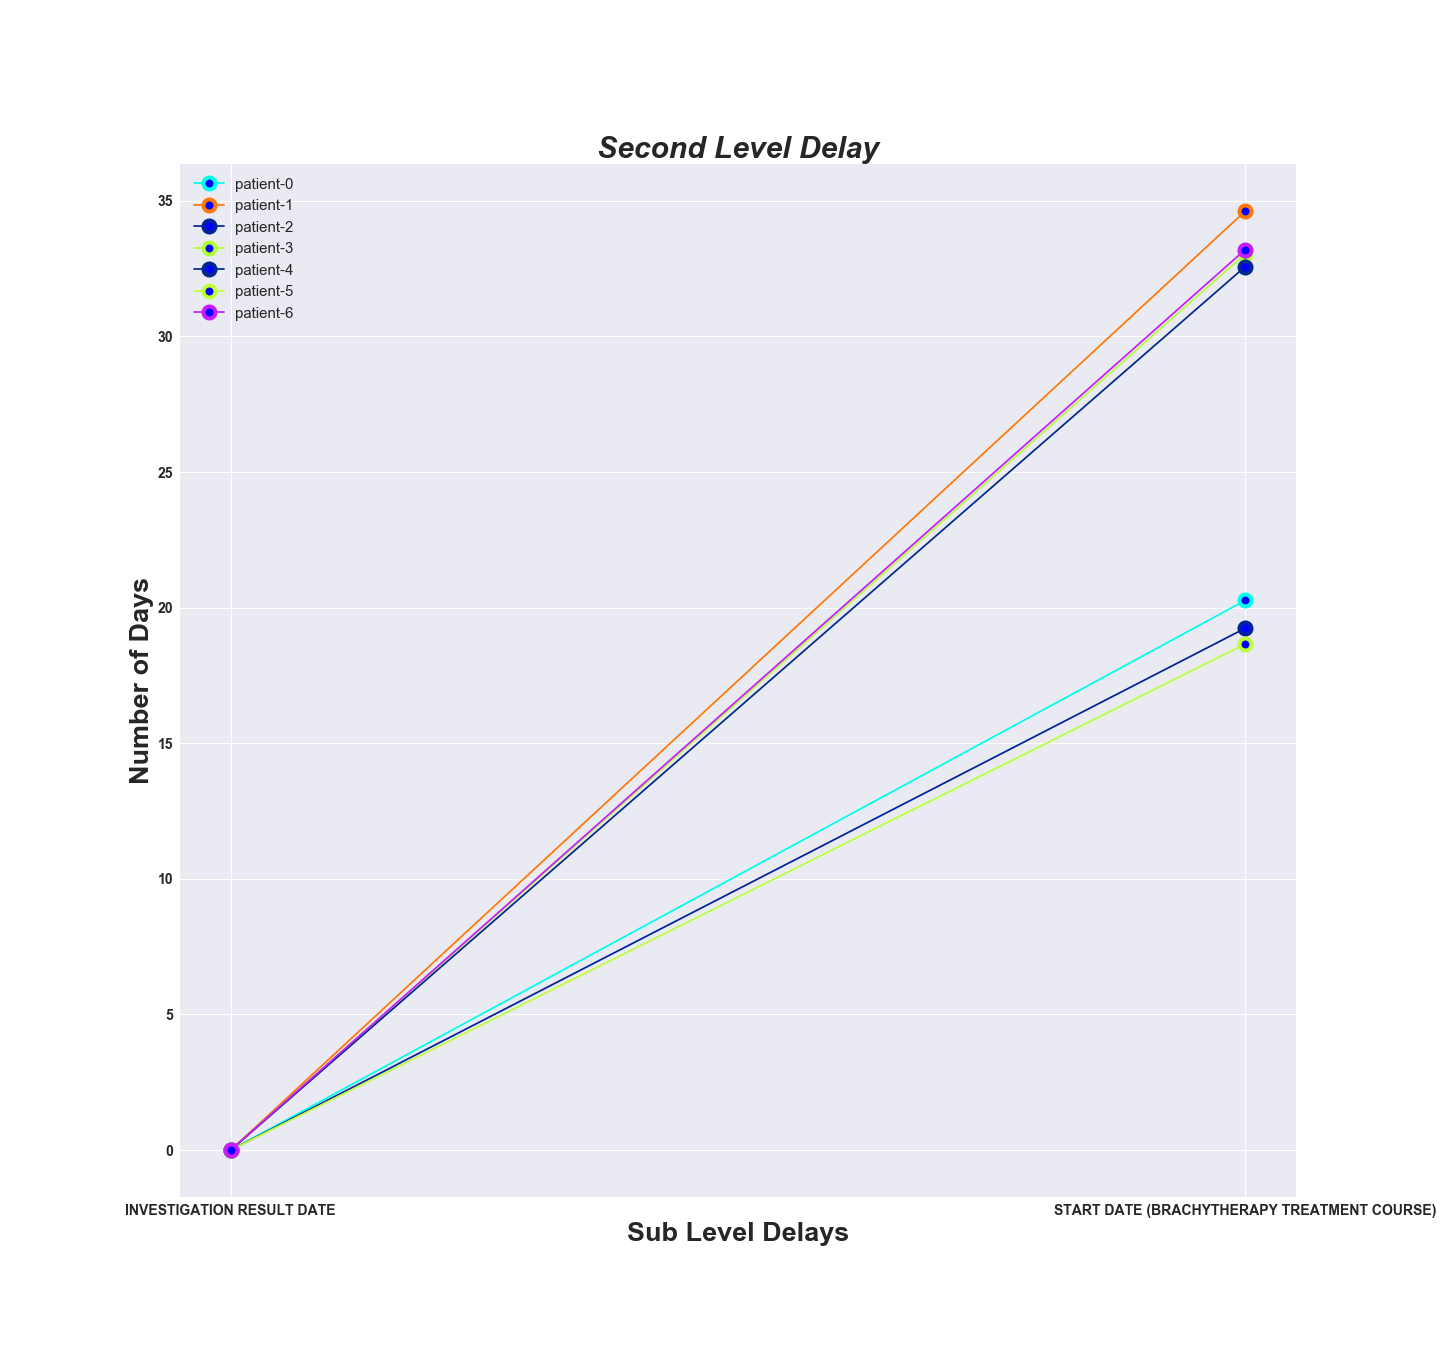 Second Level Delay
patient-0
patient-1
patient-2
patient-3
patient-4
patient-5
patient-6
35
30
25
20
15
10
5
0
Number of Days
INVESTIGATION RESULT DATE
START DATE (BRACHYTHERAPY TREATMENT COURSE)
Sub Level Delays